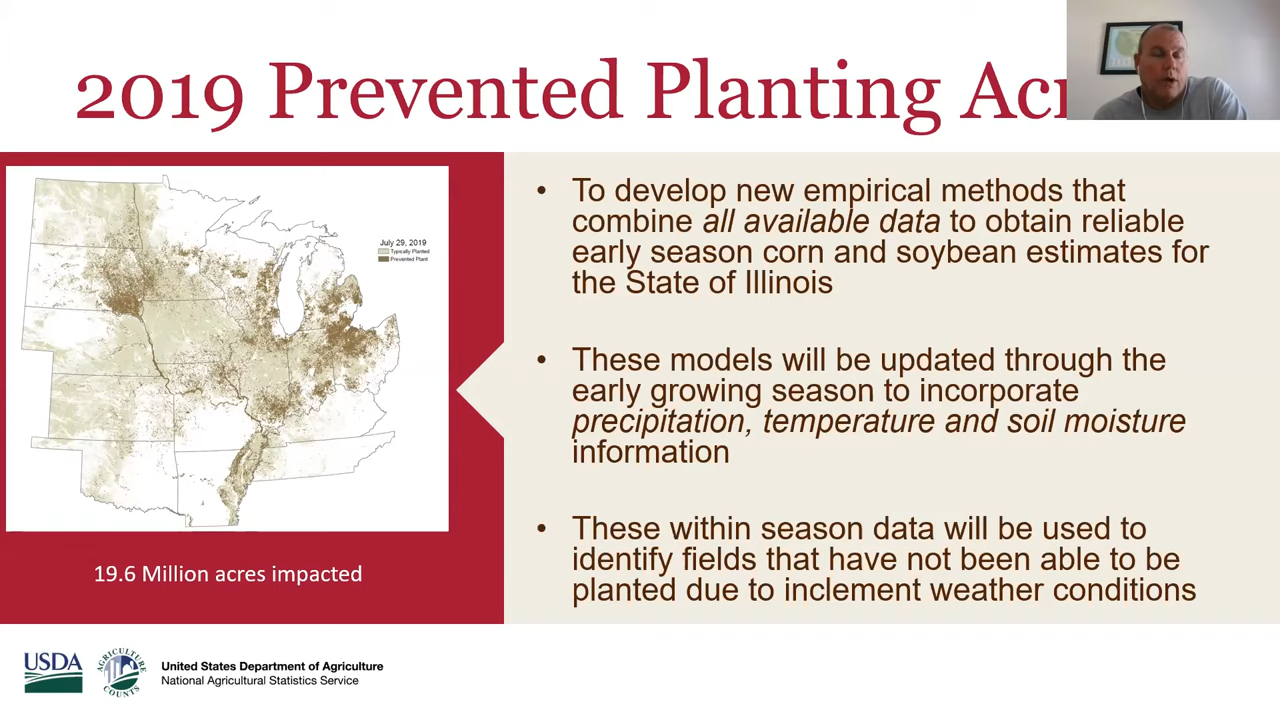 2019 Prevented Planting
July 29, 2019
Typically Planted
Prevented Plant
19.6 Million acres impacted
• To develop new empirical methods that
combine all available data to obtain reliable
early season corn and soybean estimates for
the State of Illinois
• These models will be updated through the
early growing season to incorporate
precipitation, temperature and soil moisture
information
• These within season data will be used to
identify fields that have not been able to be
planted due to inclement weather conditions
USDA
AGRICULTURE
COUNTS
United States Department of Agriculture
National Agricultural Statistics Service